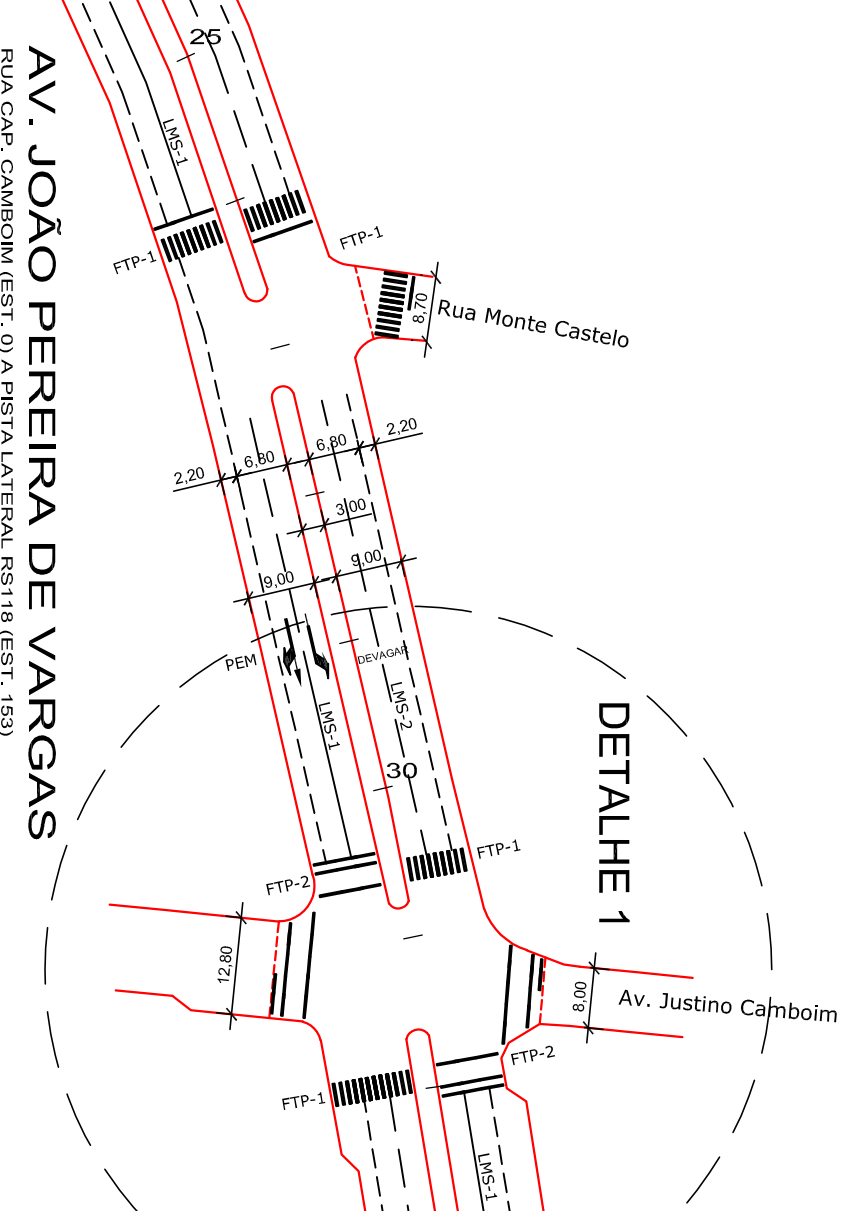 AV. JOÃO PEREIRA DE VARGAS
RUA CAP. CAMBOIM (EST. 0) A PISTA LATERAL RS118 (EST. 153)
25
LMS-1
FTP-1
FTP-1
8,70
Rua Monte Castelo
2,20
6,80
6,80
2,20
3,00
9,00
9,00
PEM
DEVAGAR
LMS-1
LMS-2
DETALHE 1
30
FTP-1
FTP-2
12,80
8,00
Av. Justino Camboim
FTP-2
FTP-1
LMS-1